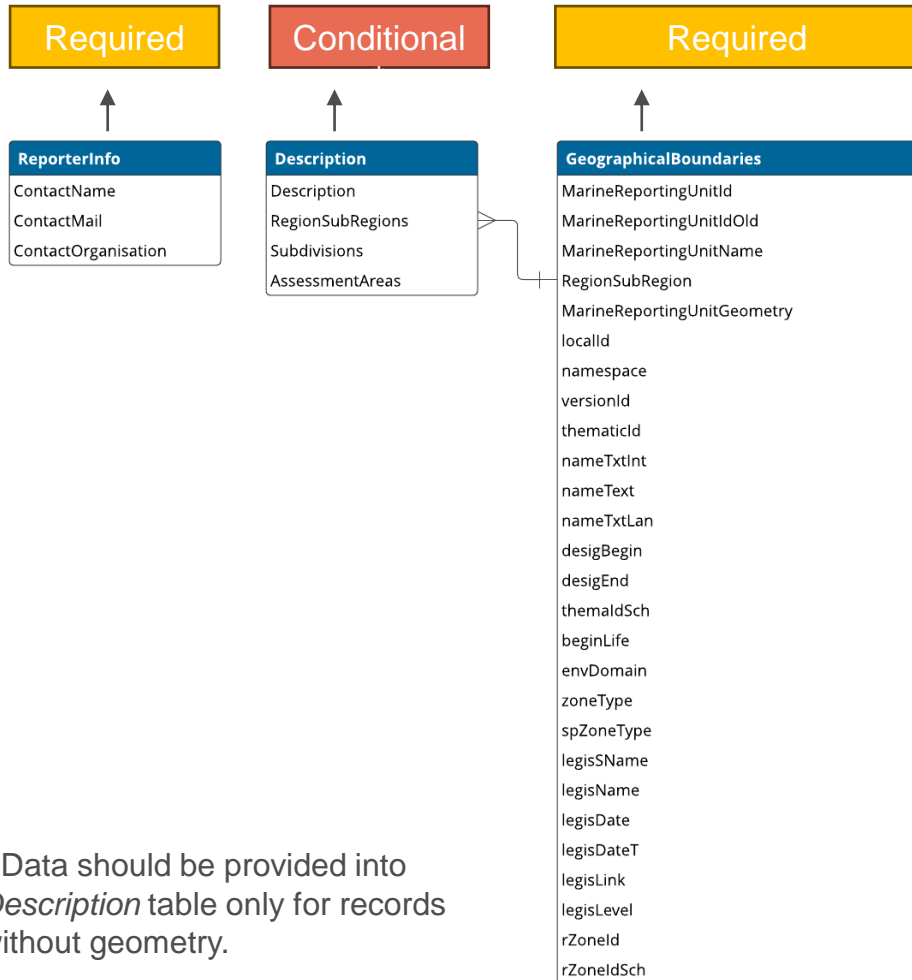 Required
Conditional
Required
ReporterInfo
ContactName
ContactMail
ContactOrganisation
Description
Description
RegionSubRegions
Subdivisions
AssessmentAreas
GeographicalBoundaries
MarineReportingUnitId
MarineReportingUnitIdOld
MarineReportingUnitName
RegionSubRegion
MarineReportingUnitGeometry
localId
namespace
versionId
thematicId
nameTxtInt
nameText
nameTxtLan
desigBegin
desigEnd
themaIdSch
beginLife
envDomain
zoneType
spZoneType
legisSName
legisName
legisDate
legisDateT
legisLink
legisLevel
rZoneId
rZoneIdSch
Data should be provided into
Description table only for records
without geometry.